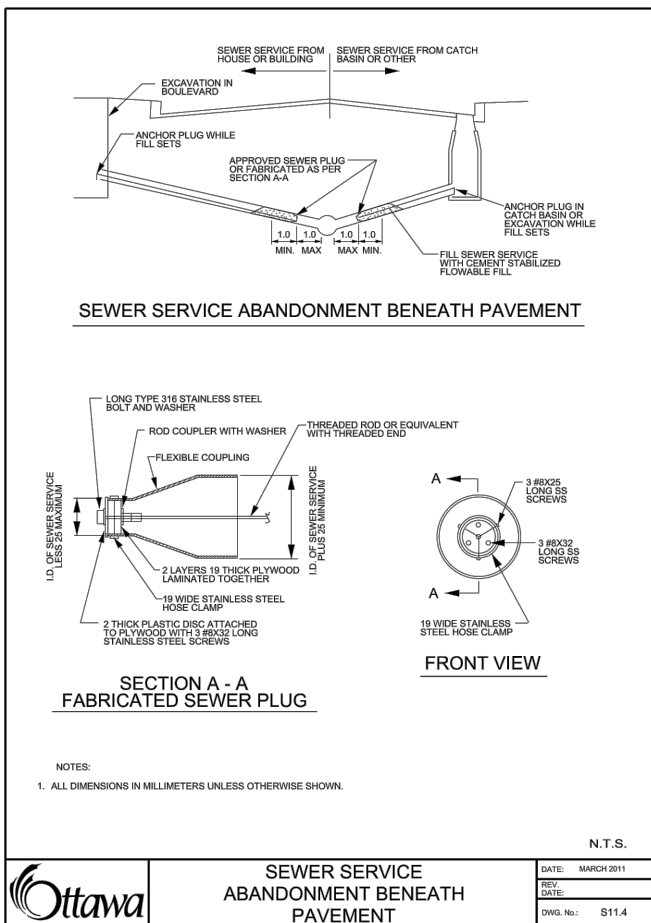 SEWER SERVICE FROM
HOUSE OR BUILDING
SEWER SERVICE FROM CATCH
BASIN OR OTHER
EXCAVATION IN
BOULEVARD
ANCHOR PLUG WHILE
FILL SETS
APPROVED SEWER PLUG
OR FABRICATED AS PER
SECTION A-A
ANCHOR PLUG IN
CATCH BASIN OR
EXCAVATION WHILE
FILL SETS
1.0 1.0 1.0 1.0
MIN. MAX MAX MIN.
FILL SEWER SERVICE
WITH CEMENT STABILIZED
FLOWABLE FILL
SEWER SERVICE ABANDONMENT BENEATH PAVEMENT
LONG TYPE 316 STAINLESS STEEL
BOLT AND WASHER
ROD COUPLER WITH WASHER
THREADED ROD OR EQUIVALENT
WITH THREADED END
FLEXIBLE COUPLING
I.D. OF SEWER SERVICE
LESS 25 MAXIMUM
I.D. OF SEWER SERVICE
PLUS 25 MINIMUM
2 LAYERS 19 THICK PLYWOOD
LAMINATED TOGETHER
19 WIDE STAINLESS STEEL
HOSE CLAMP
2 THICK PLASTIC DISC ATTACHED
TO PLYWOOD WITH 3 #8X32 LONG
STAINLESS STEEL SCREWS
SECTION A - A
FABRICATED SEWER PLUG
A
3 #8X25
LONG SS
SCREWS
3 #8X32
LONG SS
SCREWS
A
19 WIDE STAINLESS
STEEL HOSE CLAMP
FRONT VIEW
NOTES:
1. ALL DIMENSIONS IN MILLIMETERS UNLESS OTHERWISE SHOWN.
N.T.S.
Ottawa
SEWER SERVICE
ABANDONMENT BENEATH
PAVEMENT
DATE: MARCH 2011
REV.
DATE:
DWG. No.: S11.4